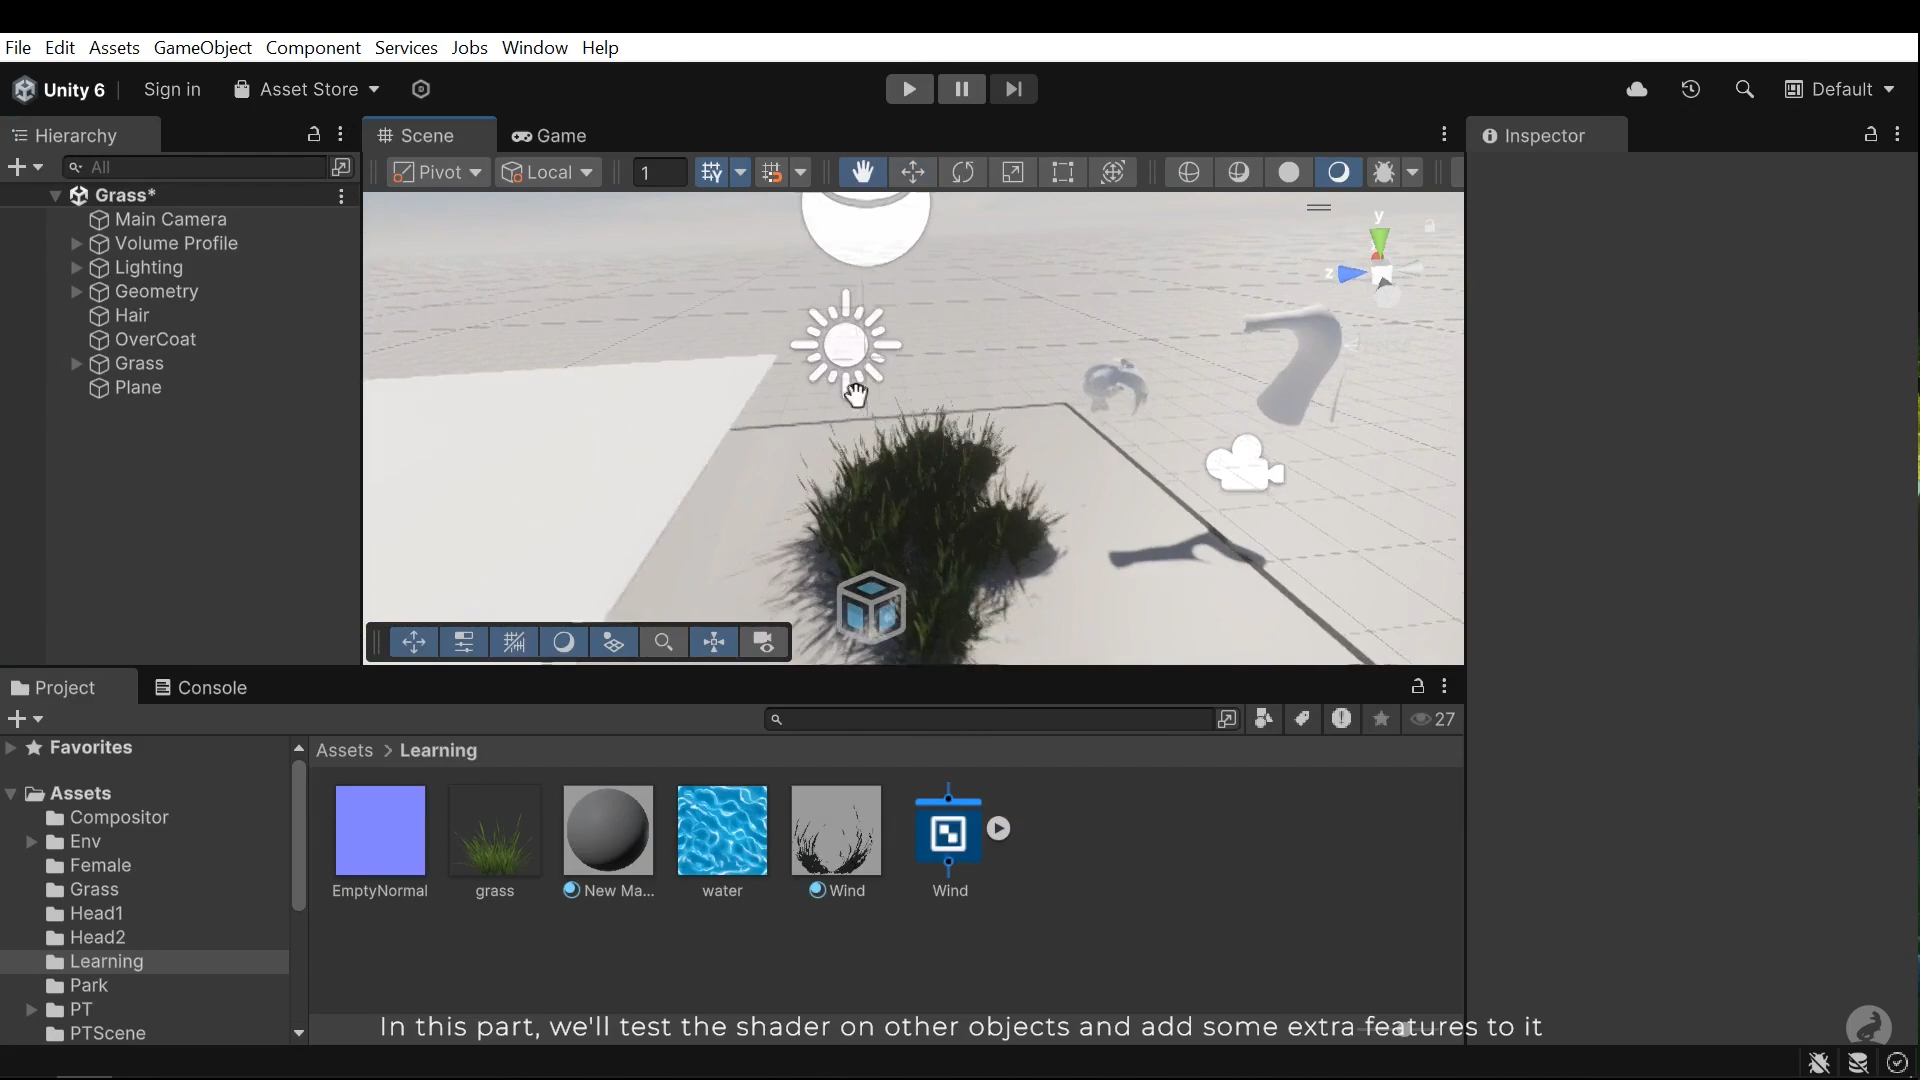 File Edit Assets GameObject Component Services Jobs Window Help
Unity 6 Sign in Asset Store Default
Hierarchy Scene Game Inspector
All Pivot Local 1
Grass*
Main Camera
Volume Profile
Lighting
Geometry
Hair
OverCoat
Grass
Plane
y
z
Project Console
27
Favorites
Assets > Learning
Assets
Compositor
Env
Female
Grass
Head1
Head2
Learning
Park
PT
PTScene
EmptyNormal grass New Ma... water Wind Wind
In this part, we'll test the shader on other objects and add some extra features to it